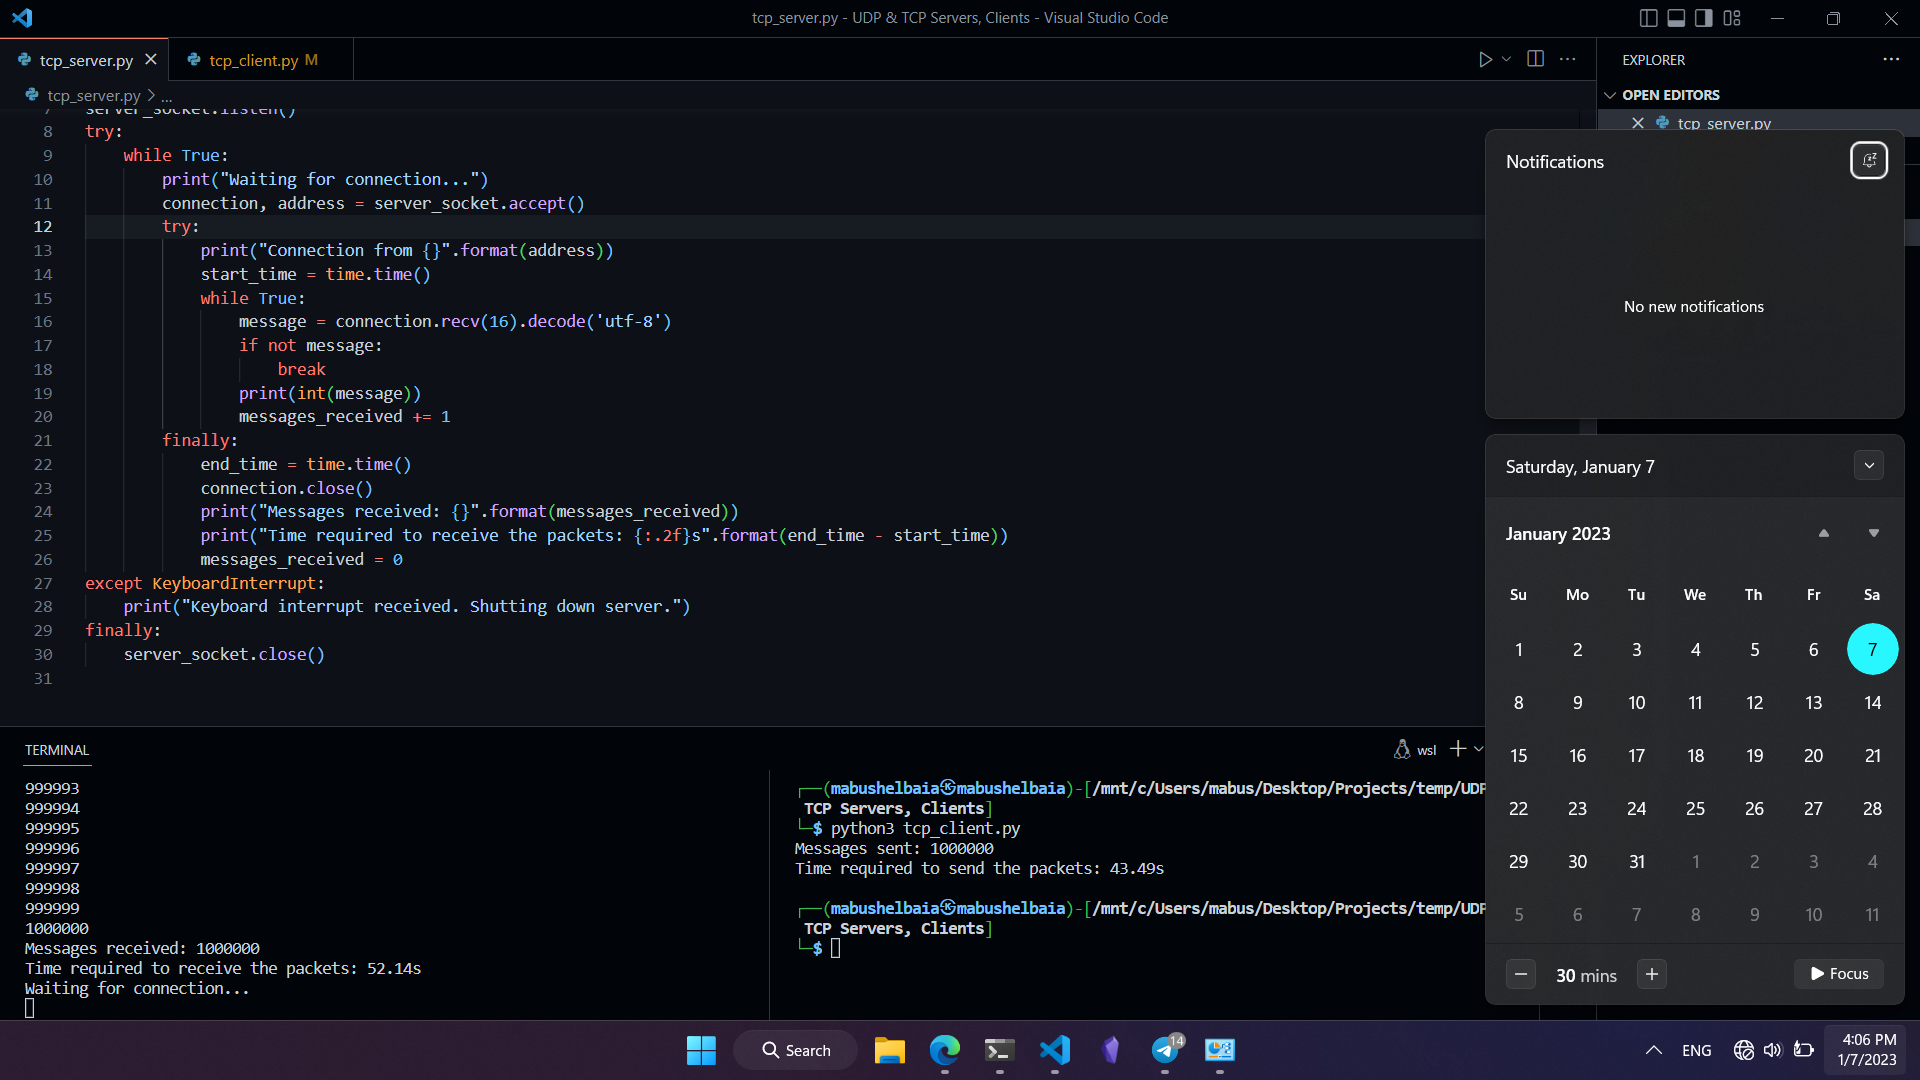 tcp_server.py - UDP & TCP Servers, Clients - Visual Studio Code
tcp_server.py
tcp_client.py M
tcp_server.py > ...
7 server_socket.listen()
8 try:
9 while True:
10 print("Waiting for connection...")
11 connection, address = server_socket.accept()
12 try:
13 print("Connection from {}".format(address))
14 start_time = time.time()
15 while True:
16 message = connection.recv(16).decode('utf-8')
17 if not message:
18 break
19 print(int(message))
20 messages_received += 1
21 finally:
22 end_time = time.time()
23 connection.close()
24 print("Messages received: {}".format(messages_received))
25 print("Time required to receive the packets: {:.2f}s".format(end_time - start_time))
26 messages_received = 0
27 except KeyboardInterrupt:
28 print("Keyboard interrupt received. Shutting down server.")
29 finally:
30 server_socket.close()
31
TERMINAL
wsl
999993
999994
999995
999996
999997
999998
999999
1000000
Messages received: 1000000
Time required to receive the packets: 52.14s
Waiting for connection...
┌──(mabushelbaia㉿mabushelbaia)-[/mnt/c/Users/mabus/Desktop/Projects/temp/UDP
TCP Servers, Clients]
└─$ python3 tcp_client.py
Messages sent: 1000000
Time required to send the packets: 43.49s
┌──(mabushelbaia㉿mabushelbaia)-[/mnt/c/Users/mabus/Desktop/Projects/temp/UDP
TCP Servers, Clients]
└─$
EXPLORER
OPEN EDITORS
tcp_server.py
Notifications
No new notifications
Saturday, January 7
January 2023
Su Mo Tu We Th Fr Sa
1 2 3 4 5 6 7
8 9 10 11 12 13 14
15 16 17 18 19 20 21
22 23 24 25 26 27 28
29 30 31 1 2 3 4
5 6 7 8 9 10 11
30 mins
Focus
Search
14
ENG
4:06 PM
1/7/2023